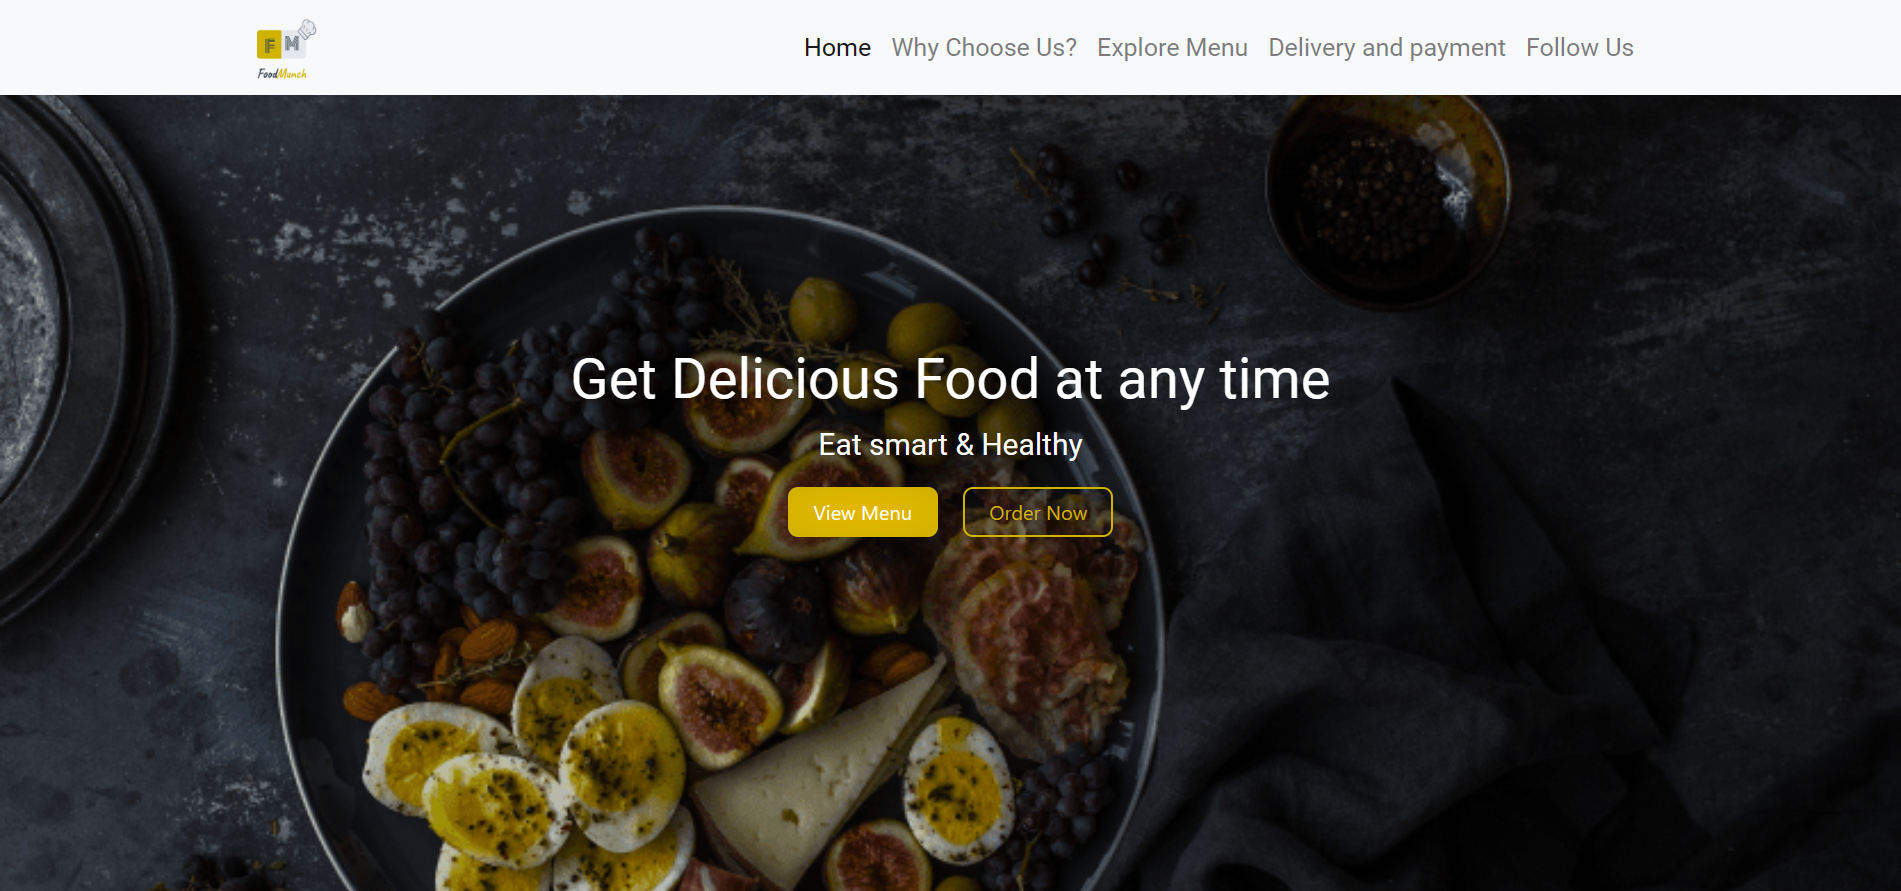 F M
FoodMunch
Home Why Choose Us? Explore Menu Delivery and payment Follow Us
Get Delicious Food at any time
Eat smart & Healthy
View Menu Order Now